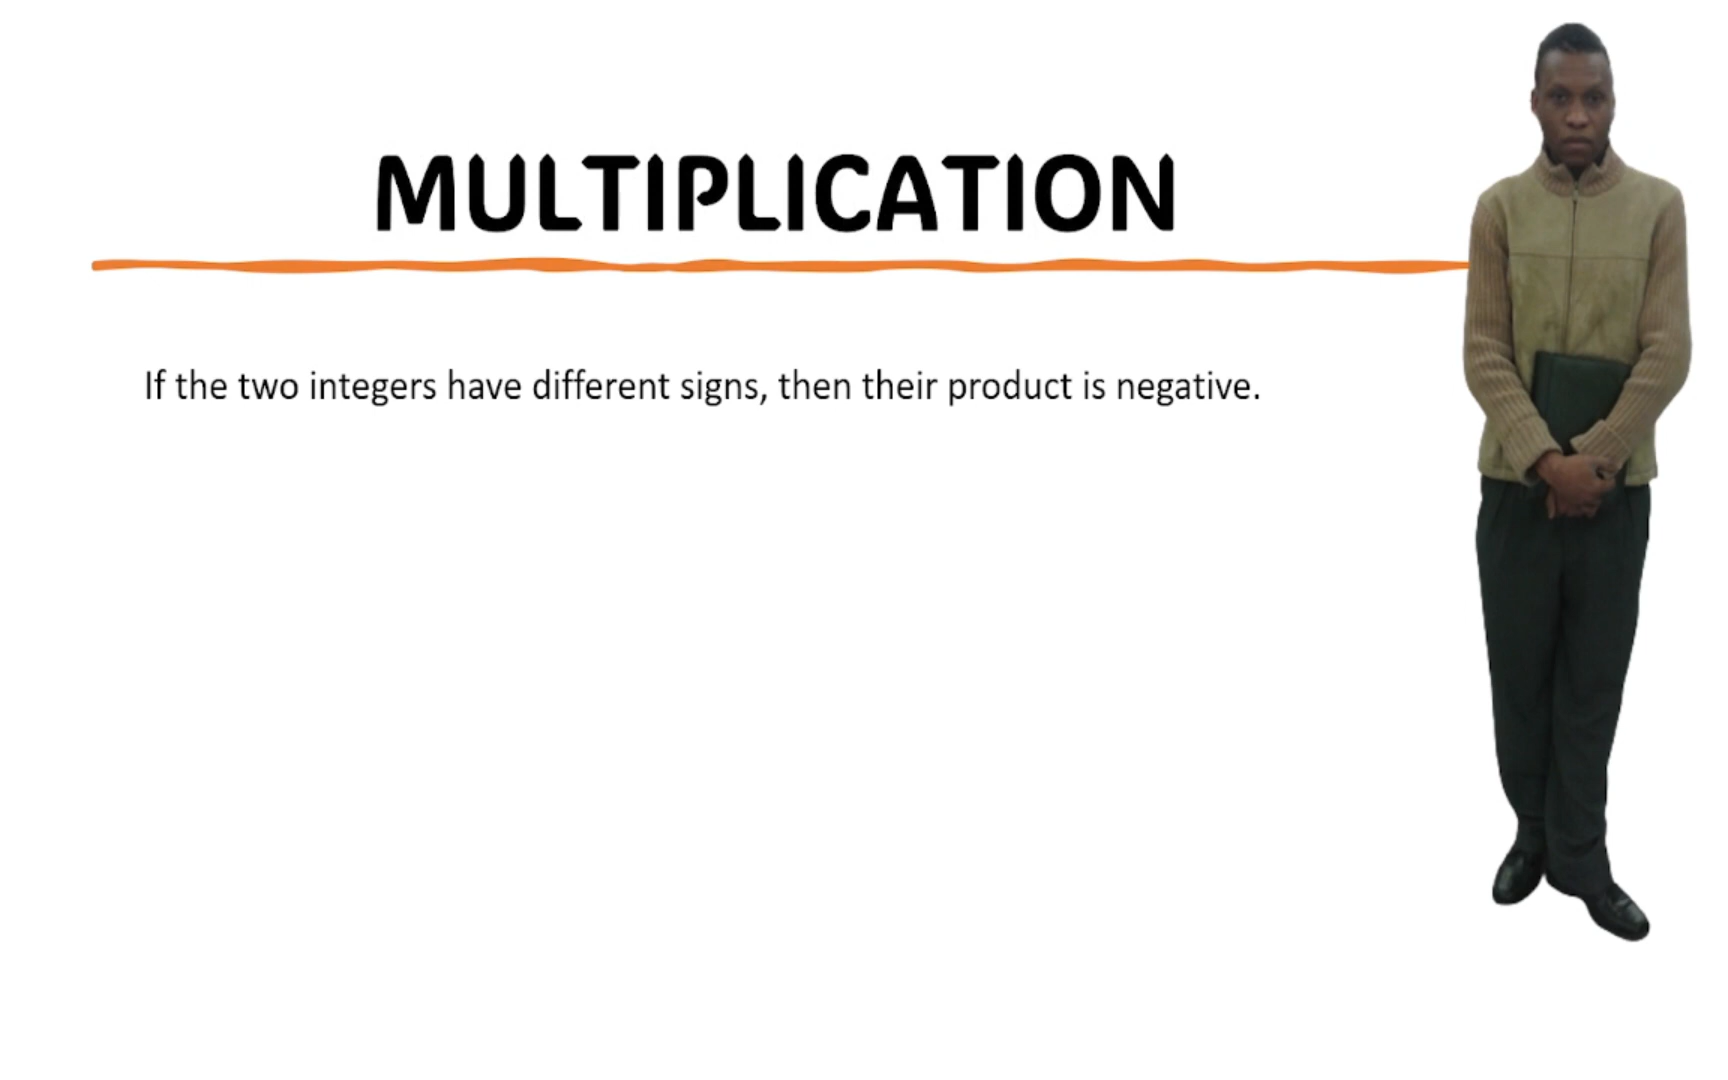 MULTIPLICATION
If the two integers have different signs, then their product is negative.